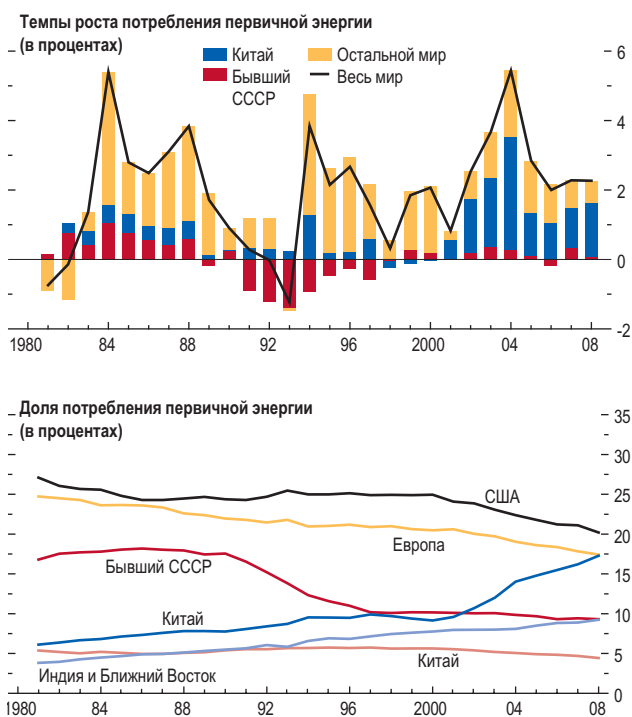 Темпы роста потребления первичной энергии
(в процентах)
Китай
Остальной мир
Бывший
СССР
Весь мир
6
4
2
0
-2
1980 84 88 92 96 2000 04 08
Доля потребления первичной энергии
(в процентах)
35
30
25
20
15
10
5
0
США
Европа
Бывший СССР
Китай
Китай
Индия и Ближний Восток
1980 84 88 92 96 2000 04 08